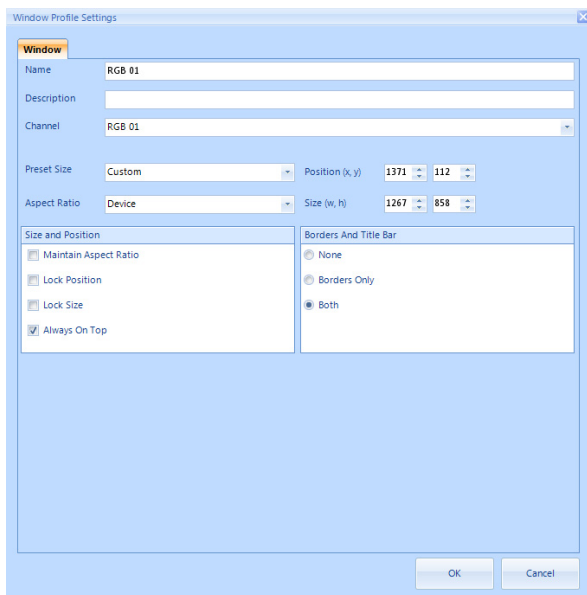 Window Profile Settings
Window
Name RGB 01
Description
Channel RGB 01
Preset Size Custom Position (x, y) 1371 112
Aspect Ratio Device Size (w, h) 1267 858
Size and Position Borders And Title Bar
Maintain Aspect Ratio None
Lock Position Borders Only
Lock Size Both
Always On Top
OK Cancel